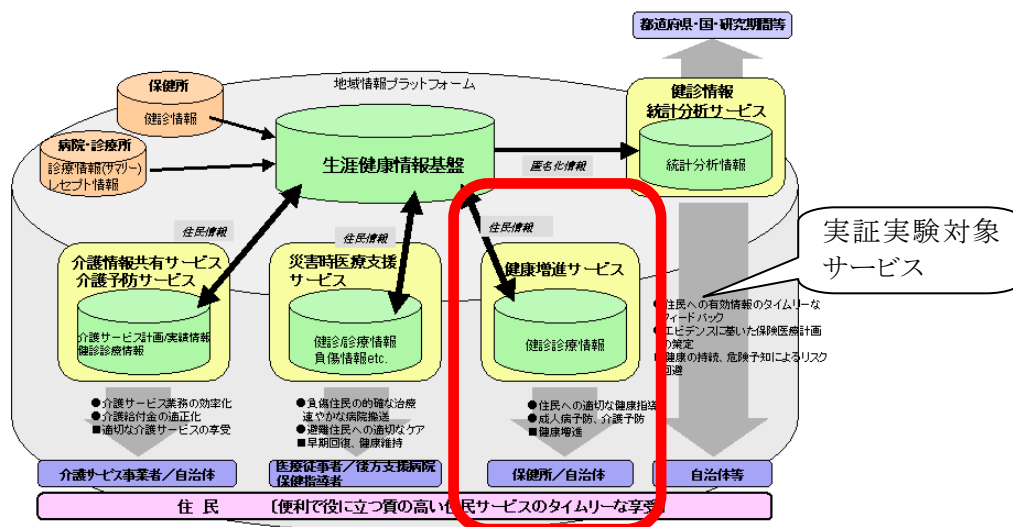 都道府県・国・研究期間等
地域情報プラットフォーム
保健所
健診情報
病院・診療所
診療情報(サマリー)
レセプト情報
生涯健康情報基盤
匿名化情報
健診情報
統計分析サービス
統計分析情報
住民情報
住民情報
住民情報
介護情報共有サービス
介護予防サービス
介護サービス計画/実績情報
健診診療情報
災害時医療支援
サービス
健診診療情報
負傷情報etc.
健康増進サービス
健診診療情報
実証実験対象
サービス
●住民への有効情報のタイムリーな
フィードバック
●エビデンスに基いた保険医療計画
の策定
■健康の持続、危険予知によるリスク
回避
●介護サービス業務の効率化
●介護給付金の適正化
■適切な介護サービスの享受
●負傷住民の的確な治療
速やかな病院搬送
●避難住民への適切なケア
■早期回復、健康維持
●住民への適切な健康指導
●成人病予防、介護予防
■健康増進
介護サービス事業者/自治体
医療従事者/後方支援病院
保健指導者
保健所/自治体
自治体等
住 民 〔便利で役に立つ質の高い住民サービスのタイムリーな享受〕